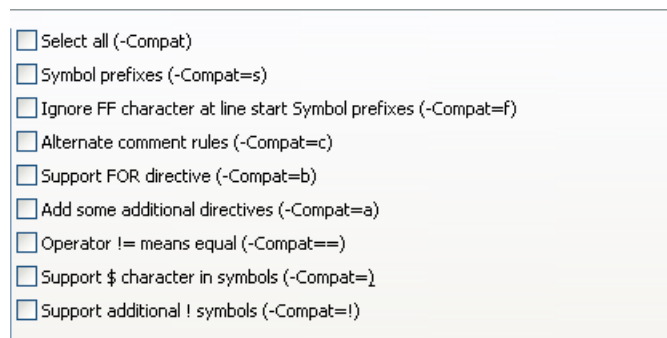 Select all (-Compat)
Symbol prefixes (-Compat=s)
Ignore FF character at line start Symbol prefixes (-Compat=f)
Alternate comment rules (-Compat=c)
Support FOR directive (-Compat=b)
Add some additional directives (-Compat=a)
Operator != means equal (-Compat==)
Support $ character in symbols (-Compat=)
Support additional ! symbols (-Compat=!)